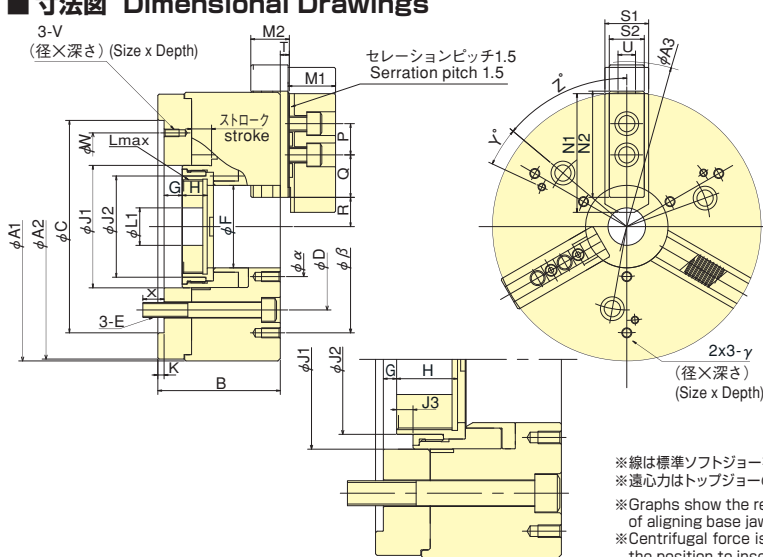 ■寸法図 Dimensional Drawings
3-V
(径×深さ) (Size x Depth)
M2
T
セレーションピッチ1.5
Serration pitch 1.5
M1
ストローク
stroke
Lmax
φW
G
H
P
Q
R
φA1
φA2
φC
φJ1
φJ2
φL1
φF
φα
φD
φβ
X
3-E
K
B
S1
S2
U
φA3
Z°
Y°
N1
N2
2x3-γ
(径×深さ)
(Size x Depth)
φJ1
φJ2
G
H
J3
※線は標準ソフトジョー
※遠心力はトップジョーの
※Graphs show the re
of aligning base jaw
※Centrifugal force is
the position to inse